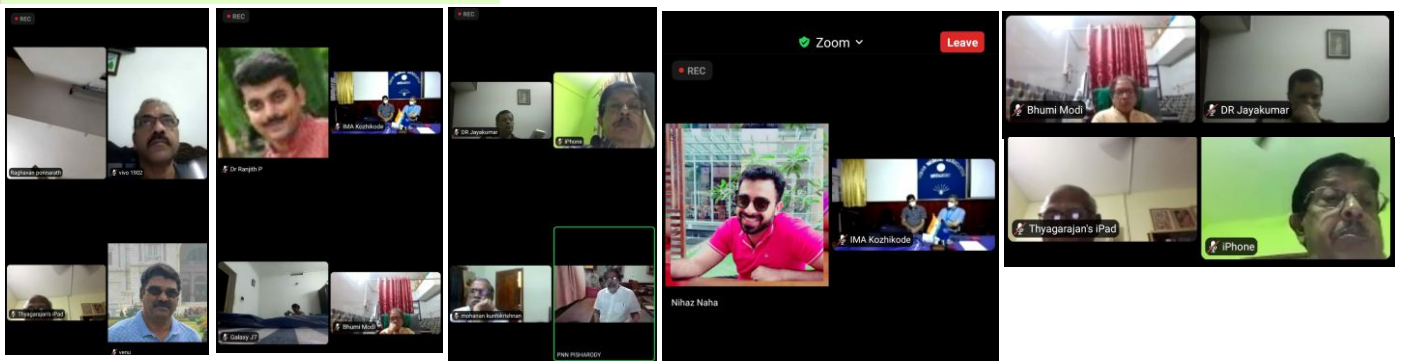 REC
Raghavan ponnarath
vivo 1902
Thyagarajan's iPad
venu
REC
Dr Ranjith P
IMA Kozhikode
Galaxy J7
Bhumi Modi
REC
DR Jayakumar
iPhone
mohanan kunhikrishnan
PNN PISHARODY
Zoom
Leave
REC
Nihaz Naha
IMA Kozhikode
Bhumi Modi
DR Jayakumar
Thyagarajan's iPad
iPhone